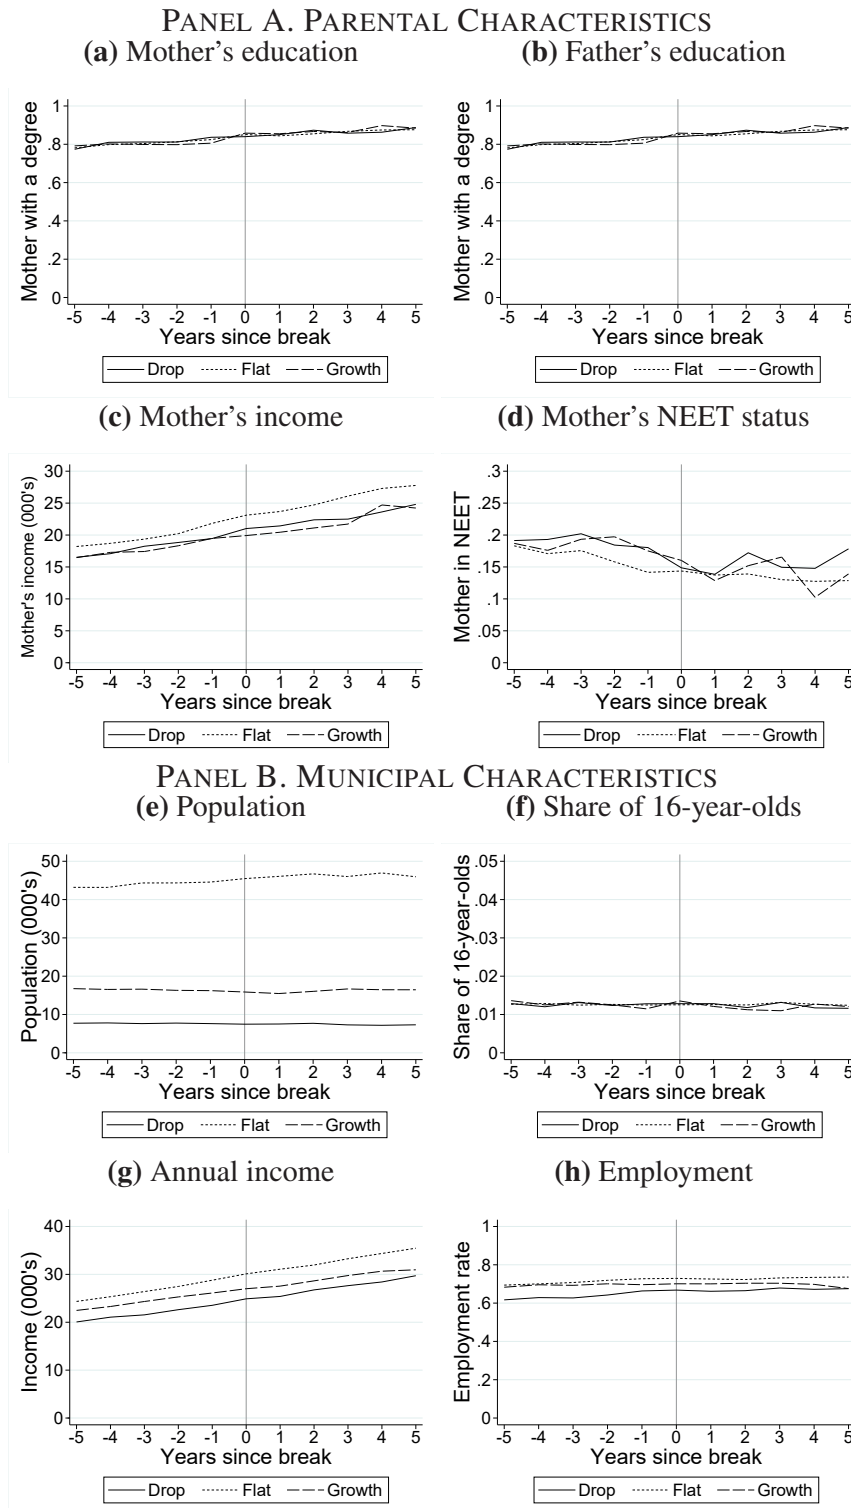 PANEL A. PARENTAL CHARACTERISTICS
(a) Mother's education
(b) Father's education
Mother with a degree
1
.8
.6
.4
.2
0
-5 -4 -3 -2 -1 0 1 2 3 4 5
Years since break
Drop Flat Growth
Mother with a degree
1
.8
.6
.4
.2
0
-5 -4 -3 -2 -1 0 1 2 3 4 5
Years since break
Drop Flat Growth
(c) Mother's income
(d) Mother's NEET status
Mother's income (000's)
30
25
20
15
10
5
0
-5 -4 -3 -2 -1 0 1 2 3 4 5
Years since break
Drop Flat Growth
Mother in NEET
.3
.25
.2
.15
.1
.05
0
-5 -4 -3 -2 -1 0 1 2 3 4 5
Years since break
Drop Flat Growth
PANEL B. MUNICIPAL CHARACTERISTICS
(e) Population
(f) Share of 16-year-olds
Population (000's)
50
40
30
20
10
0
-5 -4 -3 -2 -1 0 1 2 3 4 5
Years since break
Drop Flat Growth
Share of 16-year-olds
.05
.04
.03
.02
.01
0
-5 -4 -3 -2 -1 0 1 2 3 4 5
Years since break
Drop Flat Growth
(g) Annual income
(h) Employment
Income (000's)
40
30
20
10
0
-5 -4 -3 -2 -1 0 1 2 3 4 5
Years since break
Drop Flat Growth
Employment rate
1
.8
.6
.4
.2
0
-5 -4 -3 -2 -1 0 1 2 3 4 5
Years since break
Drop Flat Growth